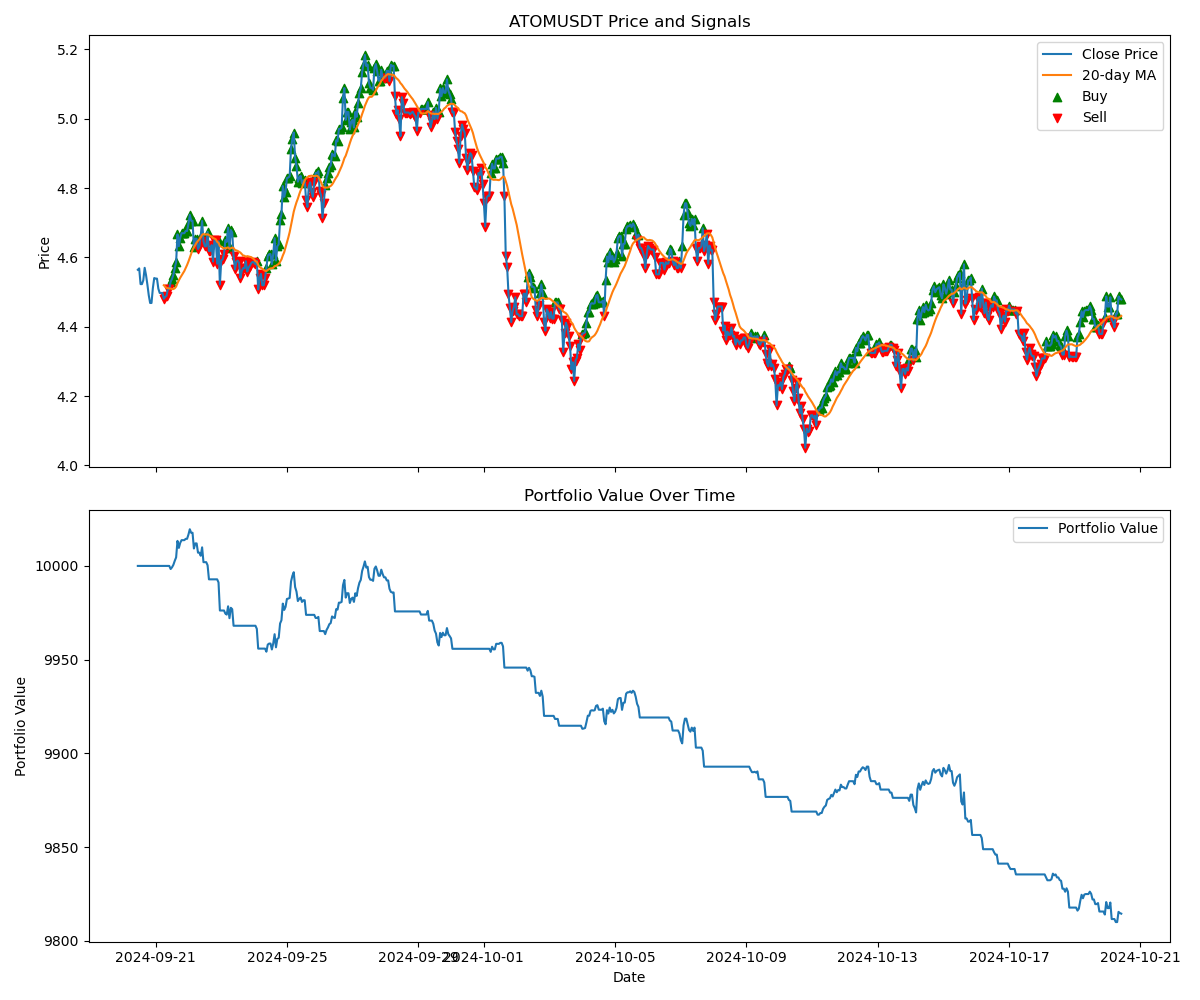 ATOMUSDT Price and Signals
Price
5.2
5.0
4.8
4.6
4.4
4.2
4.0
Close Price
20-day MA
Buy
Sell
Portfolio Value Over Time
Portfolio Value
10000
9950
9900
9850
9800
Portfolio Value
2024-09-21
2024-09-25
2024-09-29
2024-10-01
2024-10-05
2024-10-09
2024-10-13
2024-10-17
2024-10-21
Date